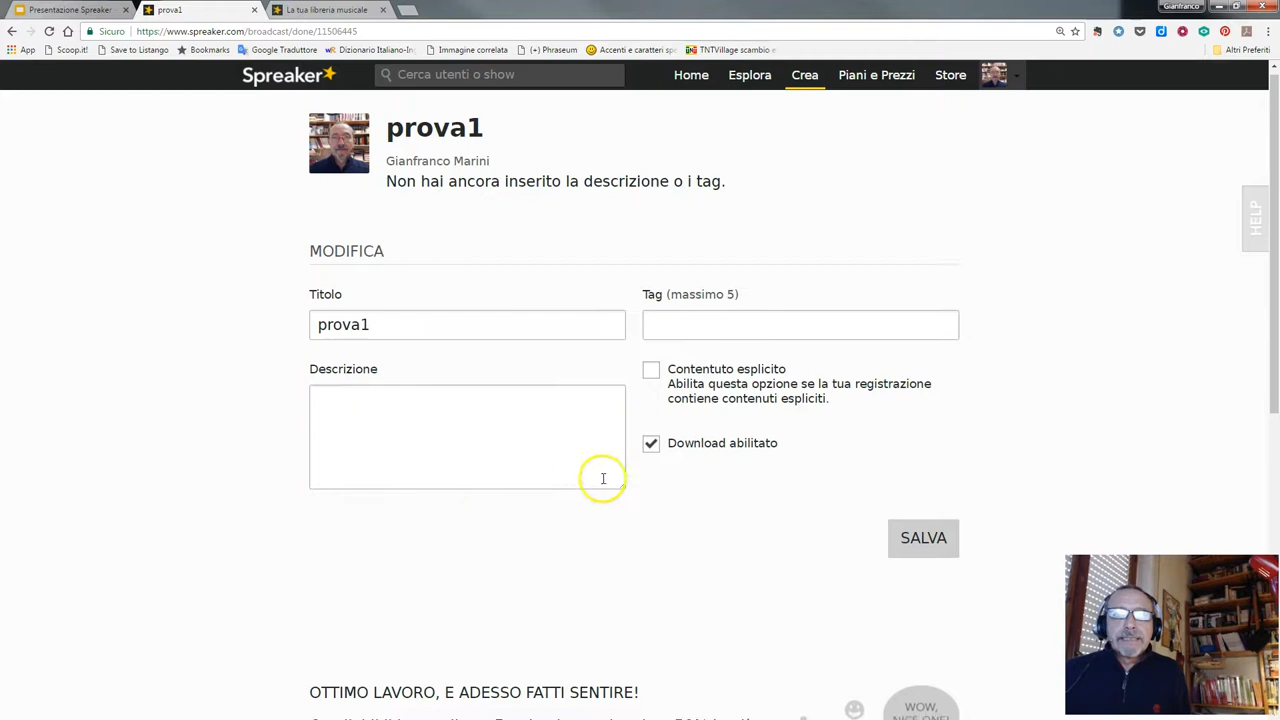 Gianfranco
Presentazione Spreaker
prova1
La tua libreria musicale
Sicuro https://www.spreaker.com/broadcast/done/11506445
App Scoop.it! Save to Listango Bookmarks Google Traduttore Dizionario Italiano-Ing Immagine correlata (+) Phraseum Accenti e caratteri spe TNTVillage scambio e Altri Preferiti
Spreaker Cerca utenti o show Home Esplora Crea Piani e Prezzi Store
prova1
Gianfranco Marini
Non hai ancora inserito la descrizione o i tag.
HELP
MODIFICA
Titolo
Tag (massimo 5)
prova1
Descrizione
Contentuto esplicito
Abilita questa opzione se la tua registrazione
contiene contenuti espliciti.
Download abilitato
SALVA
OTTIMO LAVORO, E ADESSO FATTI SENTIRE!
WOW,
NICE ONE!